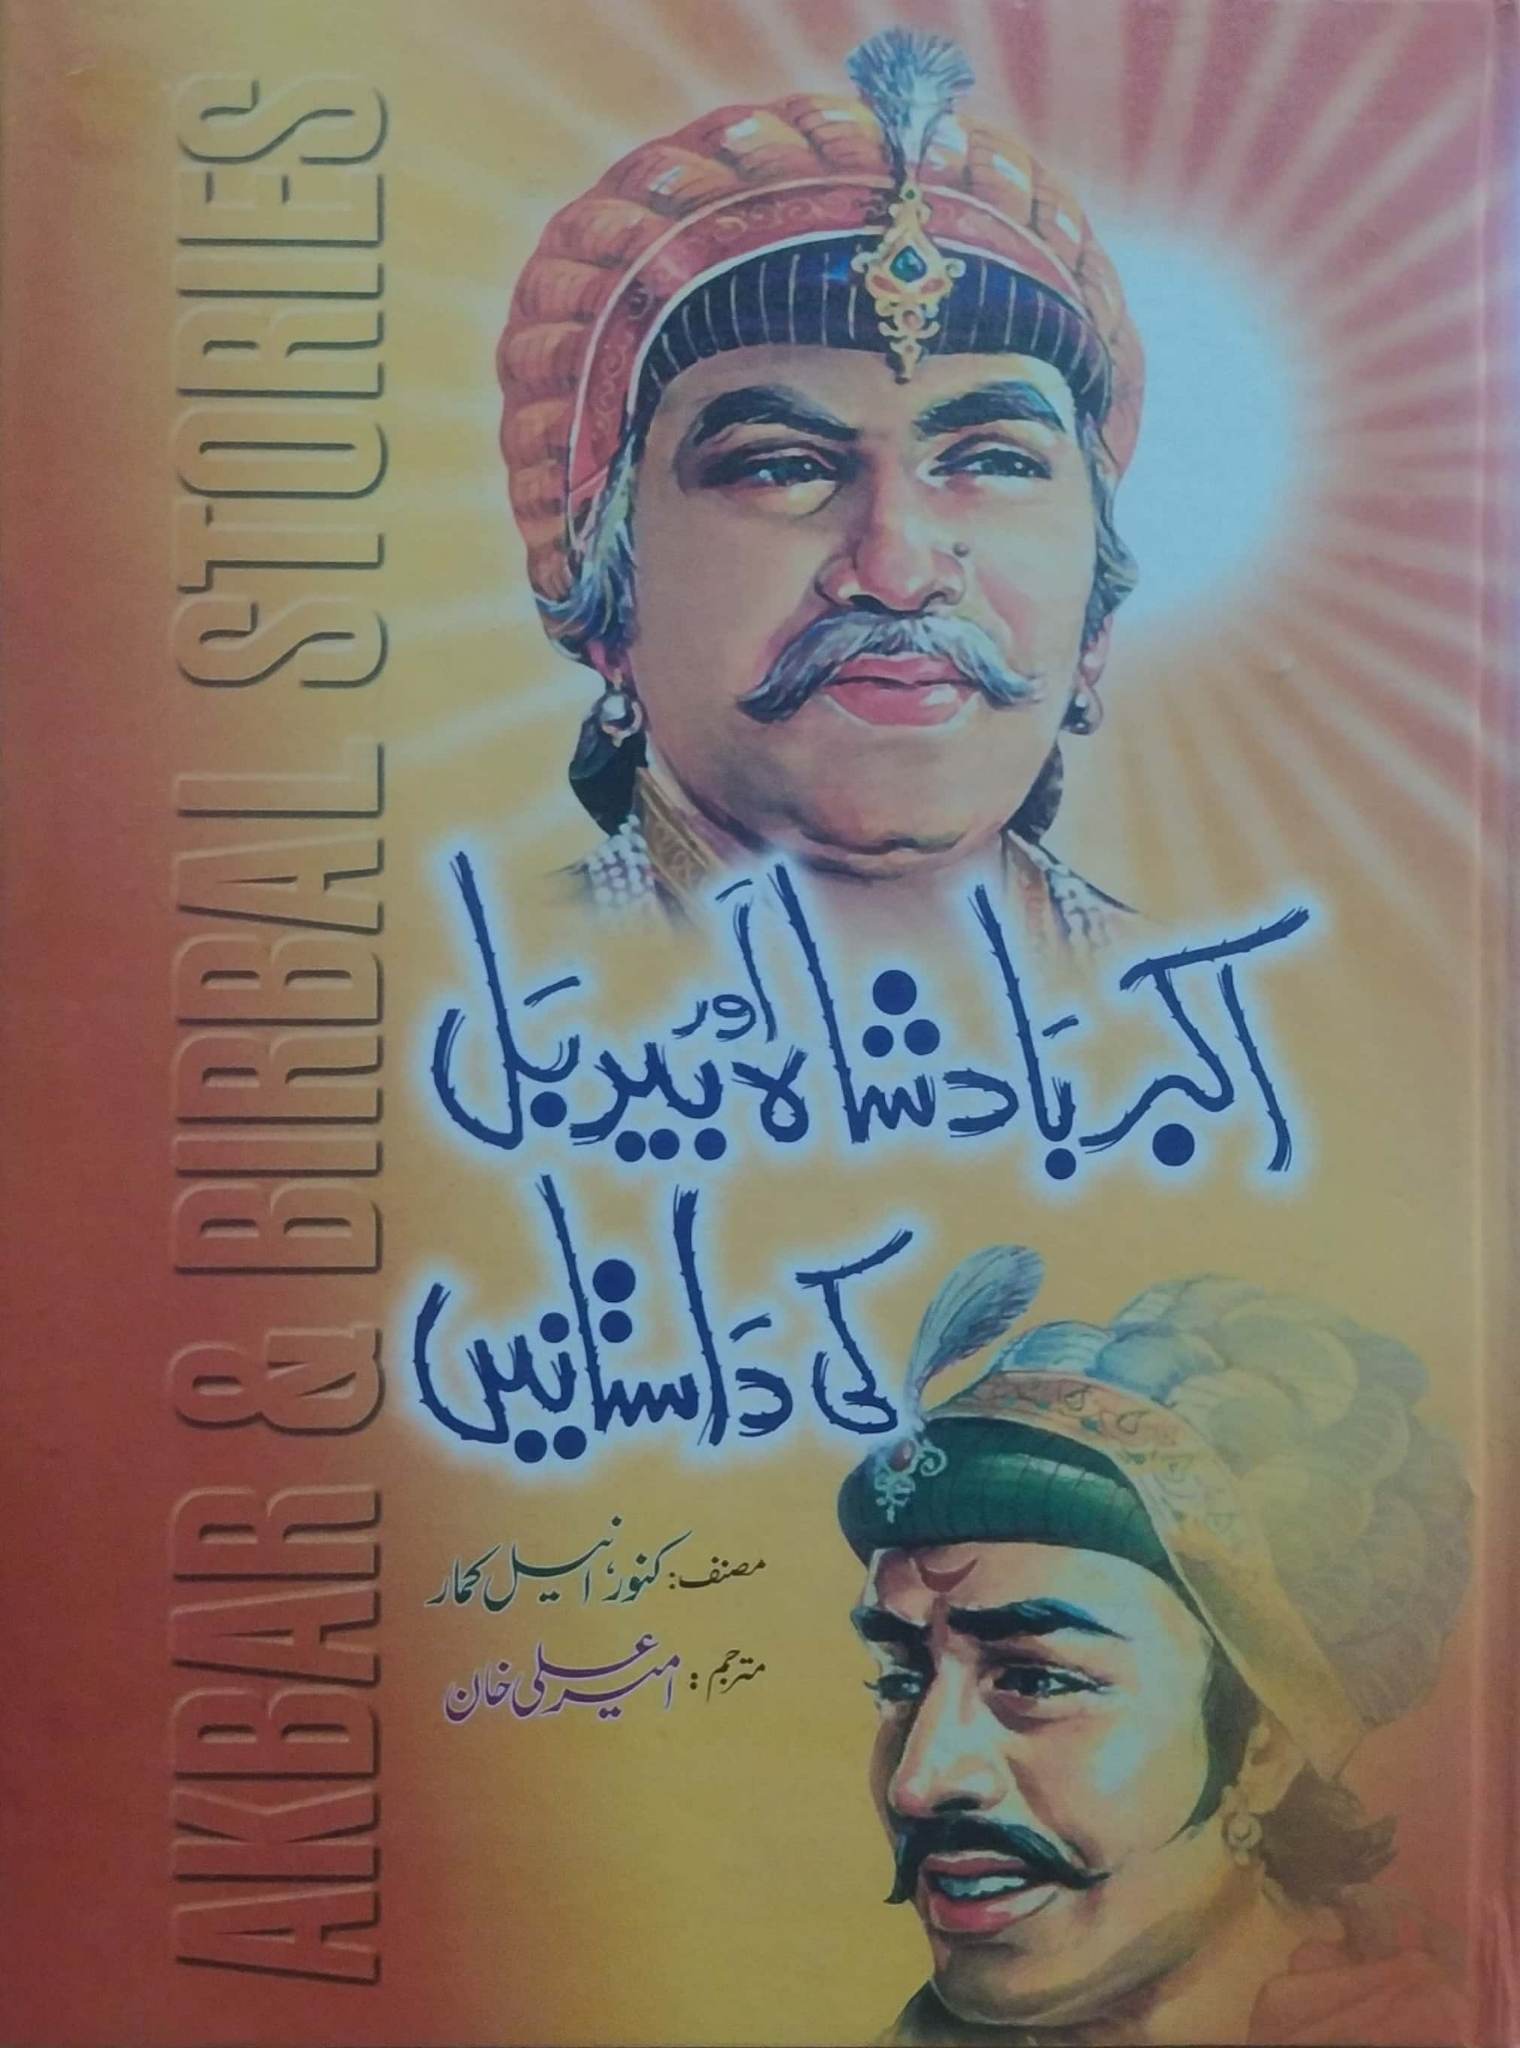 AKBAR & BIRBAL STORIES
اکبر بادشاہ اور بیربل
کی داستانیں
مصنف: کنور انیل کمار
مترجم: امیر علی خان